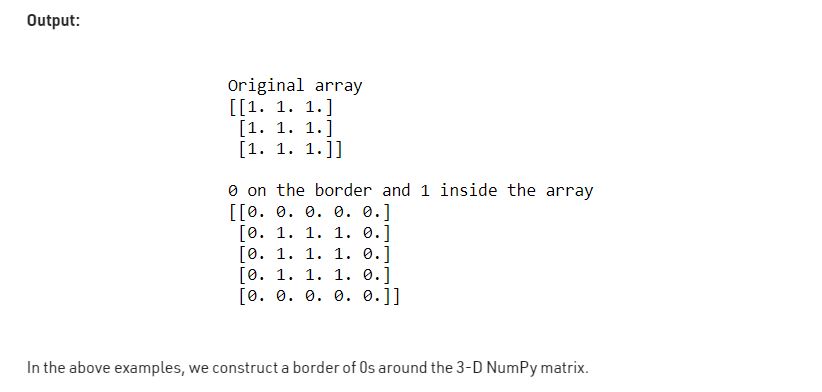 Output:
Original array
[[1. 1. 1.]
[1. 1. 1.]
[1. 1. 1.]]
0 on the border and 1 inside the array
[[0. 0. 0. 0. 0.]
[0. 1. 1. 1. 0.]
[0. 1. 1. 1. 0.]
[0. 1. 1. 1. 0.]
[0. 0. 0. 0. 0.]]
In the above examples, we construct a border of 0s around the 3-D NumPy matrix.